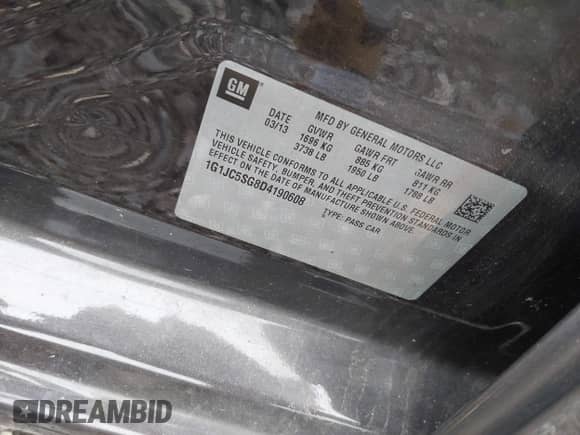 GM
MFD BY GENERAL MOTORS LLC
DATE GVWR GAWR FRT GAWR RR
03/13 1696 KG 885 KG 811 KG
3738 LB 1950 LB 1788 LB
THIS VEHICLE CONFORMS TO ALL APPLICABLE U.S. FEDERAL MOTOR
VEHICLE SAFETY, BUMPER, AND THEFT PREVENTION STANDARDS IN
EFFECT ON THE DATE OF MANUFACTURE SHOWN ABOVE.
1G1JC5SG8D4190608
TYPE: PASS CAR
DREAMBID